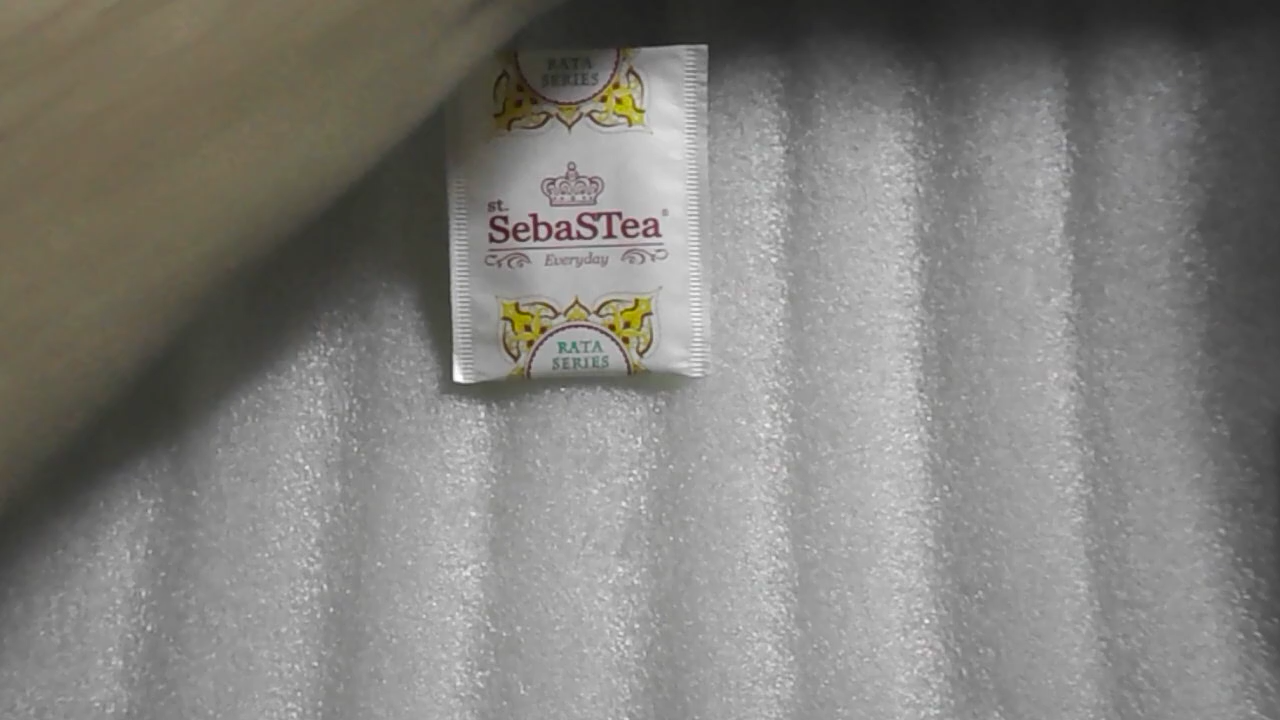 RATA
SERIES
st.
SebaSTea®
Everyday
RATA
SERIES